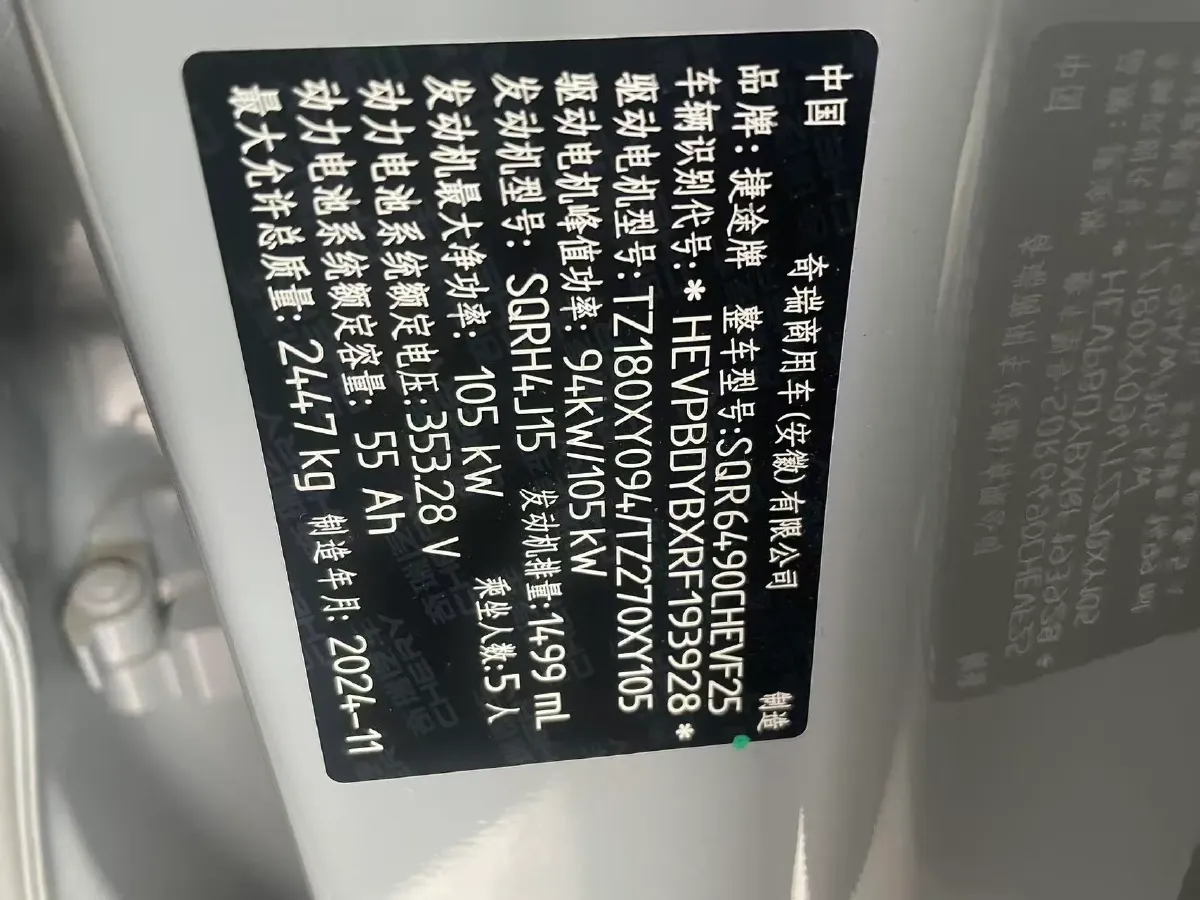 中国 奇瑞商用车(安徽)有限公司 制造
品牌: 捷途牌 整车型号:SQR6490CHEVF25
车辆识别代号:*HEVPBDYBXRF193928*
驱动电机型号:TZ180XY094/TZ270XY105
驱动电机峰值功率: 94kW/105kW
发动机型号: SQRH4J15 发动机排量:1499 mL
发动机最大净功率: 105 kW 乘坐人数:5 人
动力电池系统额定电压:353.28 V
动力电池系统额定容量: 55 Ah
最大允许总质量: 2447 kg 制造年月: 2024-11